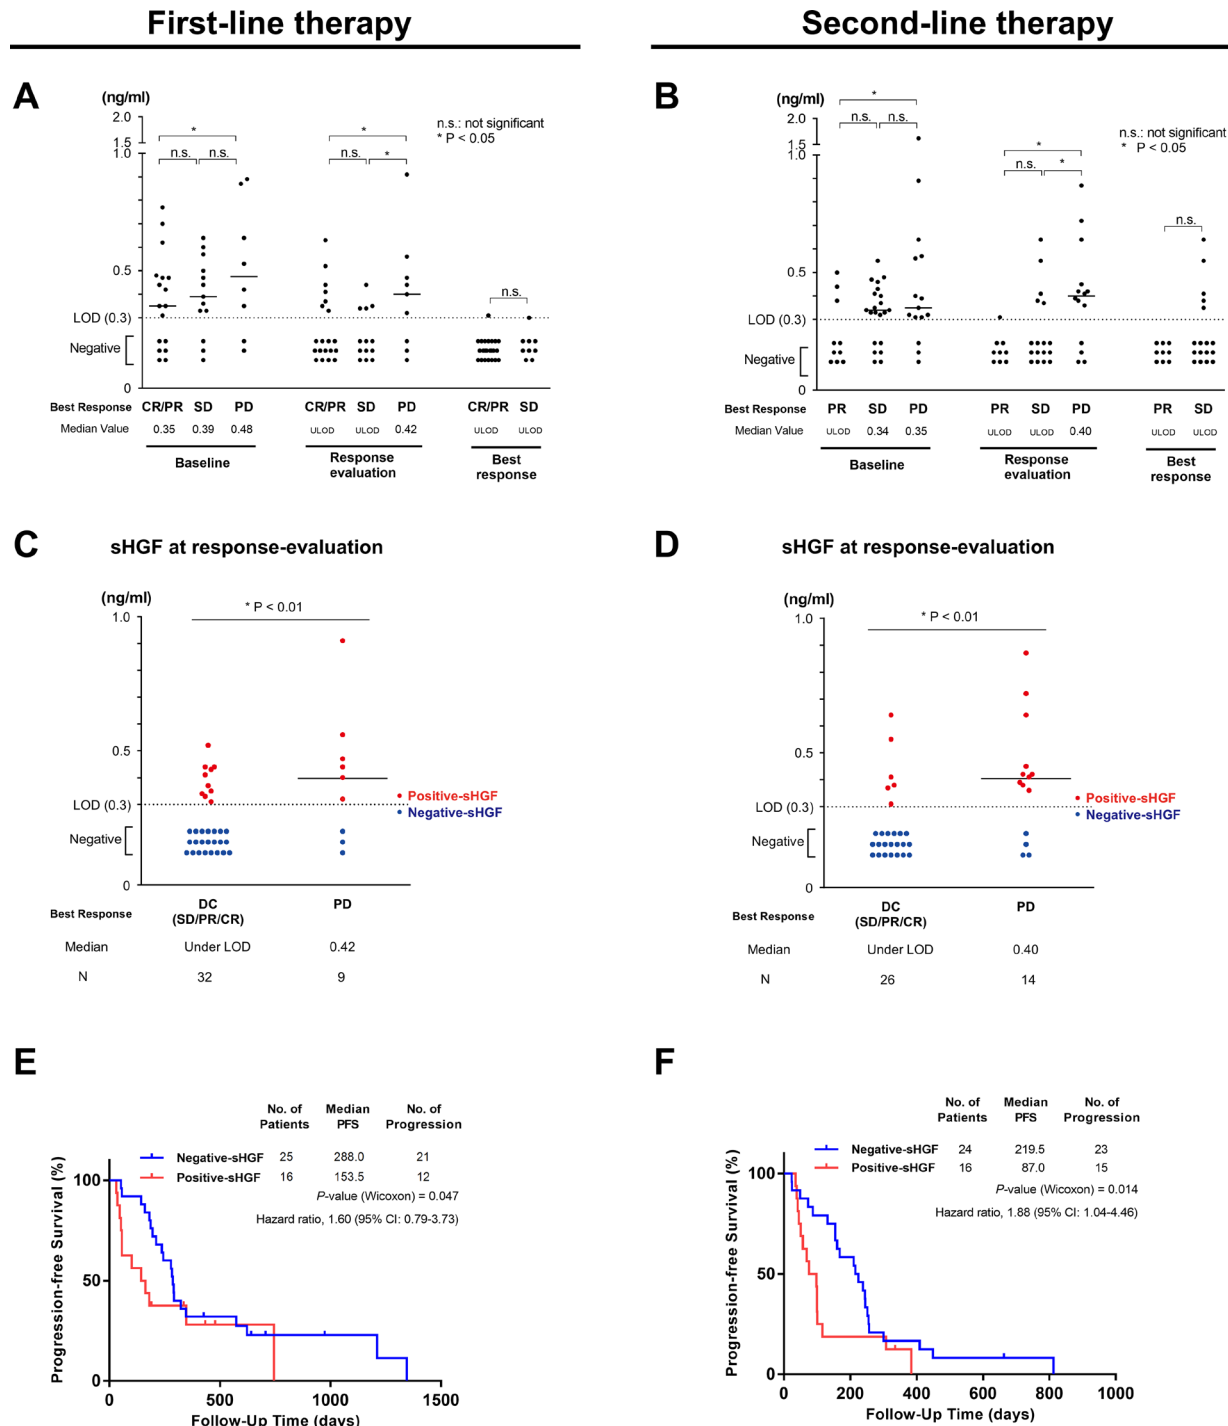 First-line therapy
Second-line therapy
A
(ng/ml)
2.0
1.5
1.0
0.5
LOD (0.3)
Negative
0
*
n.s.
n.s.
*
n.s.
*
n.s.
n.s.: not significant
* P < 0.05
Best Response CR/PR SD PD CR/PR SD PD CR/PR SD
Median Value 0.35 0.39 0.48 ULOD ULOD 0.42 ULOD ULOD
Baseline
Response
evaluation
Best
response
B
(ng/ml)
2.0
1.5
1.0
0.5
LOD (0.3)
Negative
0
*
n.s.
n.s.
*
n.s.
*
n.s.
n.s.: not significant
* P < 0.05
Best Response PR SD PD PR SD PD PR SD
Median Value ULOD 0.34 0.35 ULOD ULOD 0.40 ULOD ULOD
Baseline
Response
evaluation
Best
response
C
sHGF at response-evaluation
(ng/ml)
* P < 0.01
1.0
0.5
LOD (0.3)
Negative
0
Positive-sHGF
Negative-sHGF
Best Response DC PD
(SD/PR/CR)
Median Under LOD 0.42
N 32 9
D
sHGF at response-evaluation
(ng/ml)
* P < 0.01
1.0
0.5
LOD (0.3)
Negative
0
Positive-sHGF
Negative-sHGF
Best Response DC PD
(SD/PR/CR)
Median Under LOD 0.40
N 26 14
E
No. of Median No. of
Patients PFS Progression
Negative-sHGF 25 288.0 21
Positive-sHGF 16 153.5 12
P-value (Wicoxon) = 0.047
Hazard ratio, 1.60 (95% CI: 0.79-3.73)
Progression-free Survival (%)
100
50
0
0 500 1000 1500
Follow-Up Time (days)
F
No. of Median No. of
Patients PFS Progression
Negative-sHGF 24 219.5 23
Positive-sHGF 16 87.0 15
P-value (Wicoxon) = 0.014
Hazard ratio, 1.88 (95% CI: 1.04-4.46)
Progression-free Survival (%)
100
50
0
0 200 400 600 800 1000
Follow-Up Time (days)